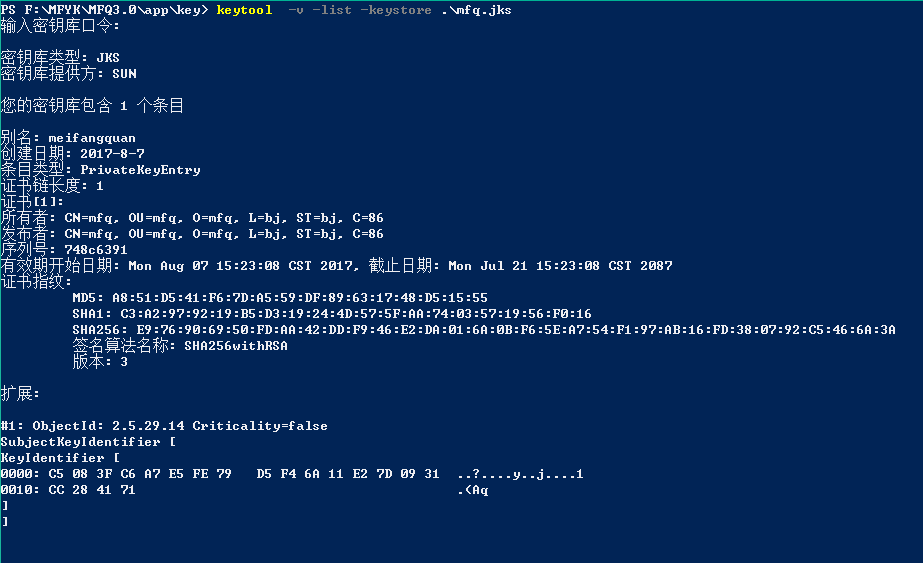 PS F:\MFYK\MFQ3.0\app\key> keytool -v -list -keystore .\mfq.jks
输入密钥库口令:
密钥库类型: JKS
密钥库提供方: SUN
您的密钥库包含 1 个条目
别名: meifangquan
创建日期: 2017-8-7
条目类型: PrivateKeyEntry
证书链长度: 1
证书[1]:
所有者: CN=mfq, OU=mfq, O=mfq, L=bj, ST=bj, C=86
发布者: CN=mfq, OU=mfq, O=mfq, L=bj, ST=bj, C=86
序列号: 748c6391
有效期开始日期: Mon Aug 07 15:23:08 CST 2017, 截止日期: Mon Jul 21 15:23:08 CST 2087
证书指纹:
MD5: A8:51:D5:41:F6:7D:A5:59:DF:89:63:17:48:D5:15:55
SHA1: C3:A2:97:92:19:B5:D3:19:24:4D:57:5F:AA:74:03:57:19:56:F0:16
SHA256: E9:76:90:69:50:FD:AA:42:DD:F9:46:E2:DA:01:6A:0B:F6:5E:A7:54:F1:97:AB:16:FD:38:07:92:C5:46:6A:3A
签名算法名称: SHA256withRSA
版本: 3
扩展:
#1: ObjectId: 2.5.29.14 Criticality=false
SubjectKeyIdentifier [
KeyIdentifier [
0000: C5 08 3F C6 A7 E5 FE 79   D5 F4 6A 11 E2 7D 09 31  ..?....y..j....1
0010: CC 28 41 71                                        .(Aq
]
]